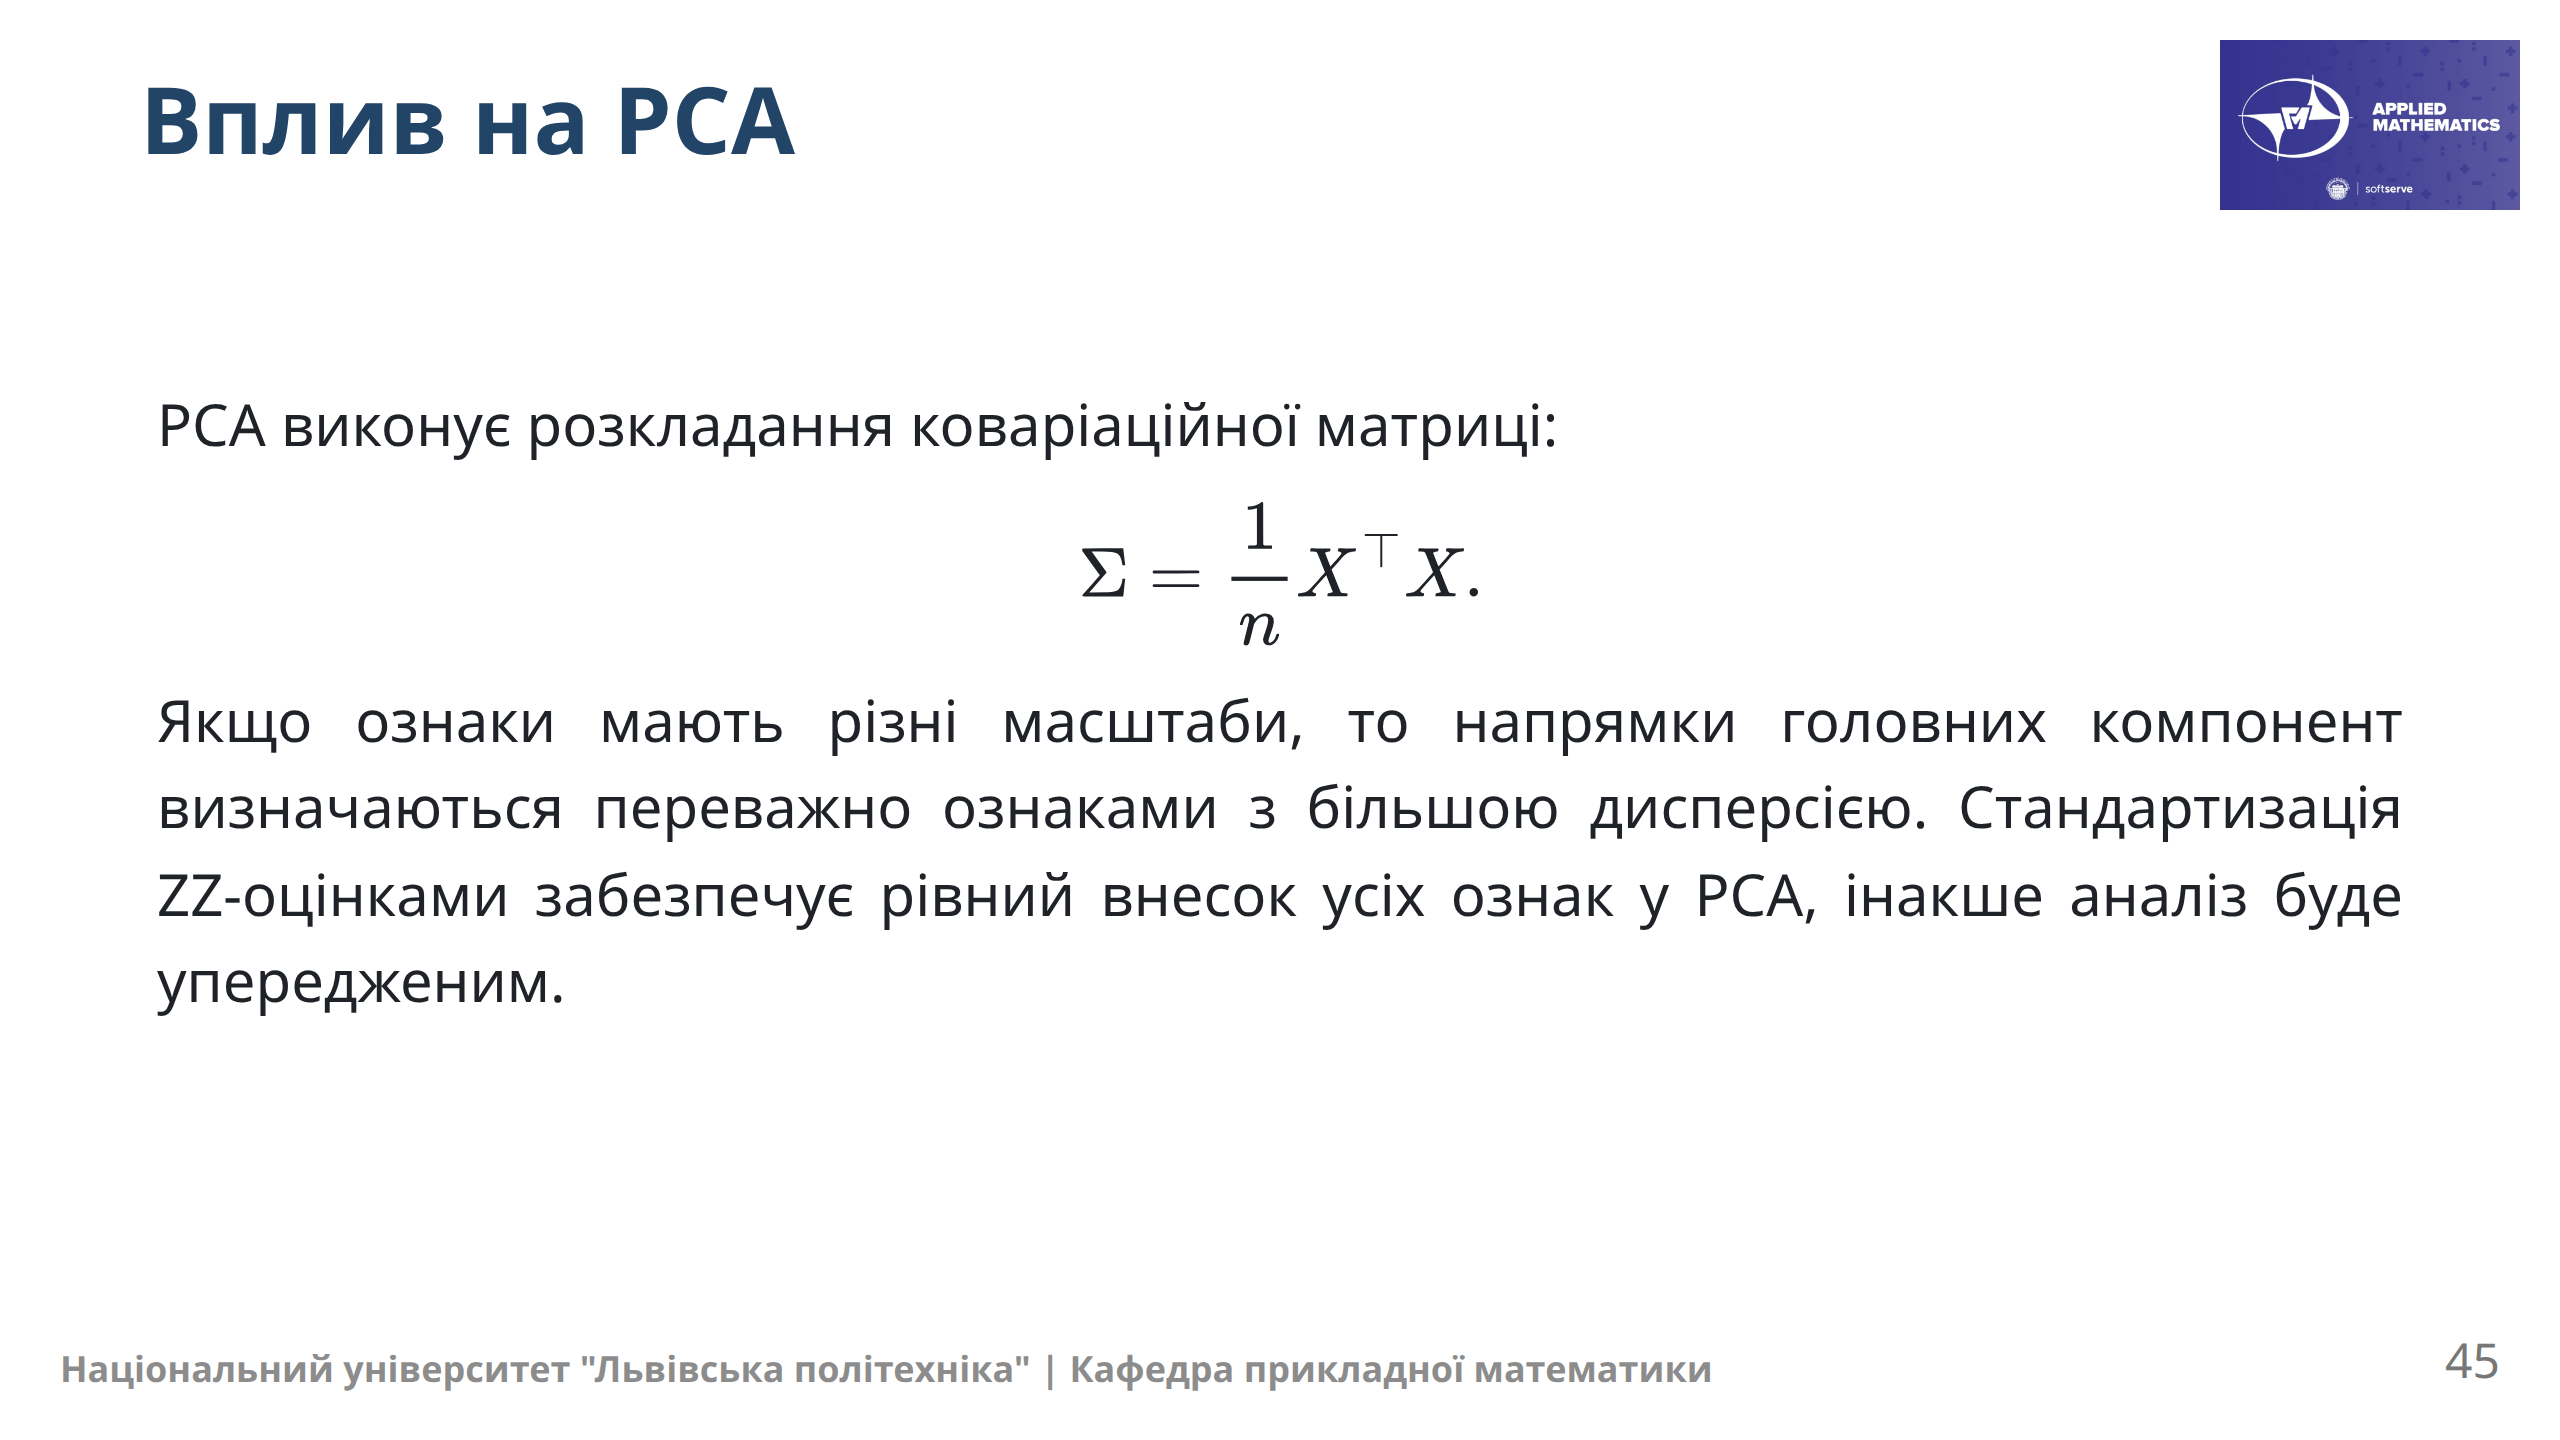 Вплив на PCA
APPLIED
MATHEMATICS
softserve
PCA виконує розкладання коваріаційної матриці:
Σ = 1/n X⊤X.
Якщо ознаки мають різні масштаби, то напрямки головних компонент
визначаються переважно ознаками з більшою дисперсією. Стандартизація
ZZ-оцінками забезпечує рівний внесок усіх ознак у PCA, інакше аналіз буде
упередженим.
Національний університет "Львівська політехніка" | Кафедра прикладної математики
45